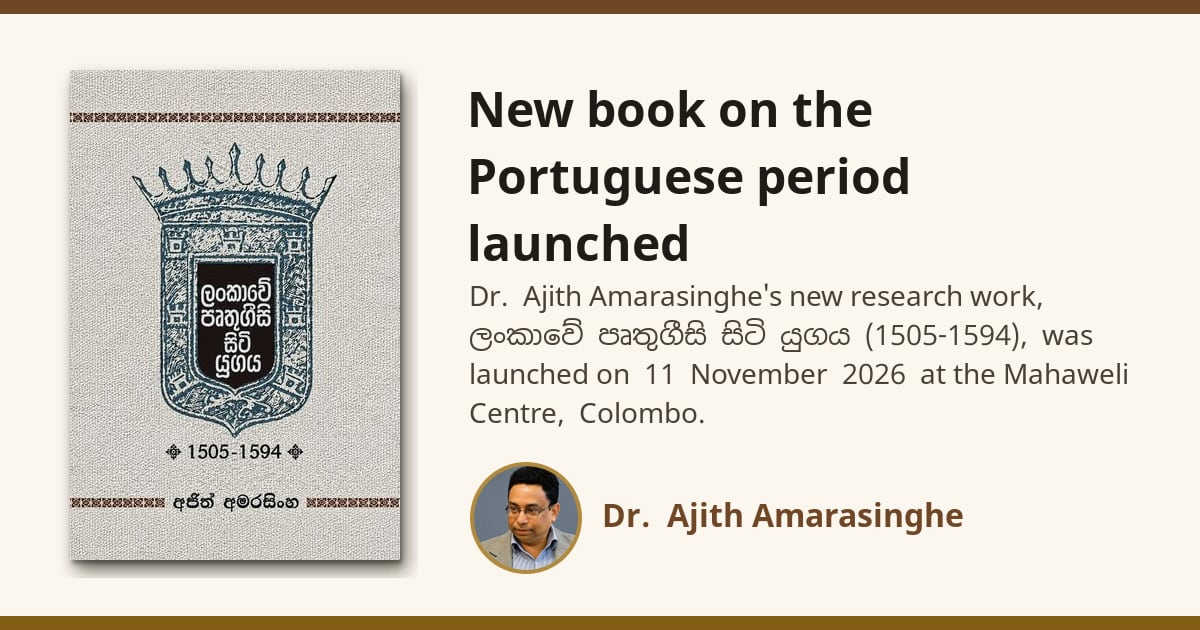 ලංකාවේ
පෘතුගීසි
සිටි
යුගය
1505-1594
අජිත් අමරසිංහ
New book on the
Portuguese period
launched
Dr. Ajith Amarasinghe's new research work,
ලංකාවේ පෘතුගීසි සිටි යුගය (1505-1594), was
launched on 11 November 2026 at the Mahaweli
Centre, Colombo.
Dr. Ajith Amarasinghe